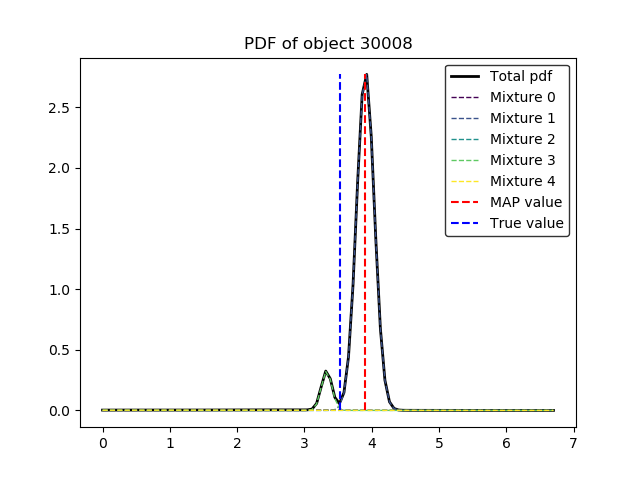 PDF of object 30008
Total pdf
Mixture 0
Mixture 1
Mixture 2
Mixture 3
Mixture 4
MAP value
True value
2.5
2.0
1.5
1.0
0.5
0.0
0 1 2 3 4 5 6 7